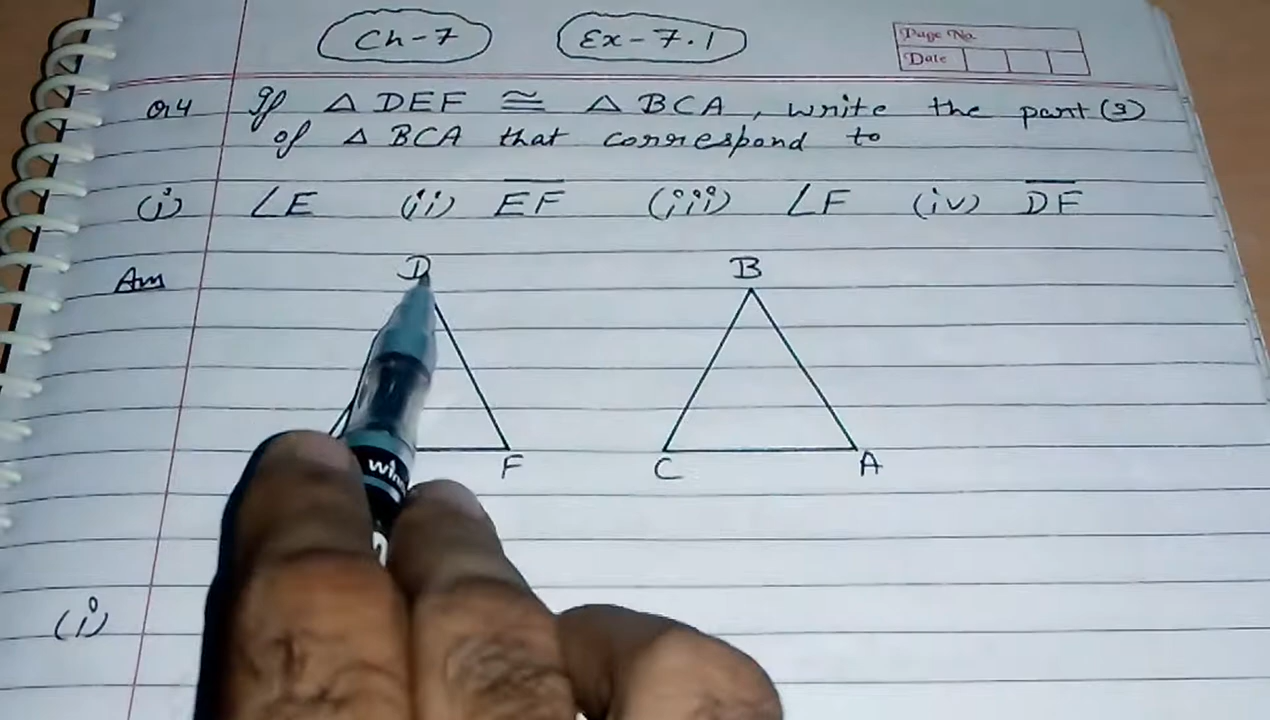 Ch-7 Ex-7.1
Page No.
Date
Q14 If △ DEF ≅ △ BCA, write the part(s)
of △ BCA that correspond to
(i) ∠E (ii) EF (iii) ∠F (iv) DF
Ans
D B
F C A
(i)